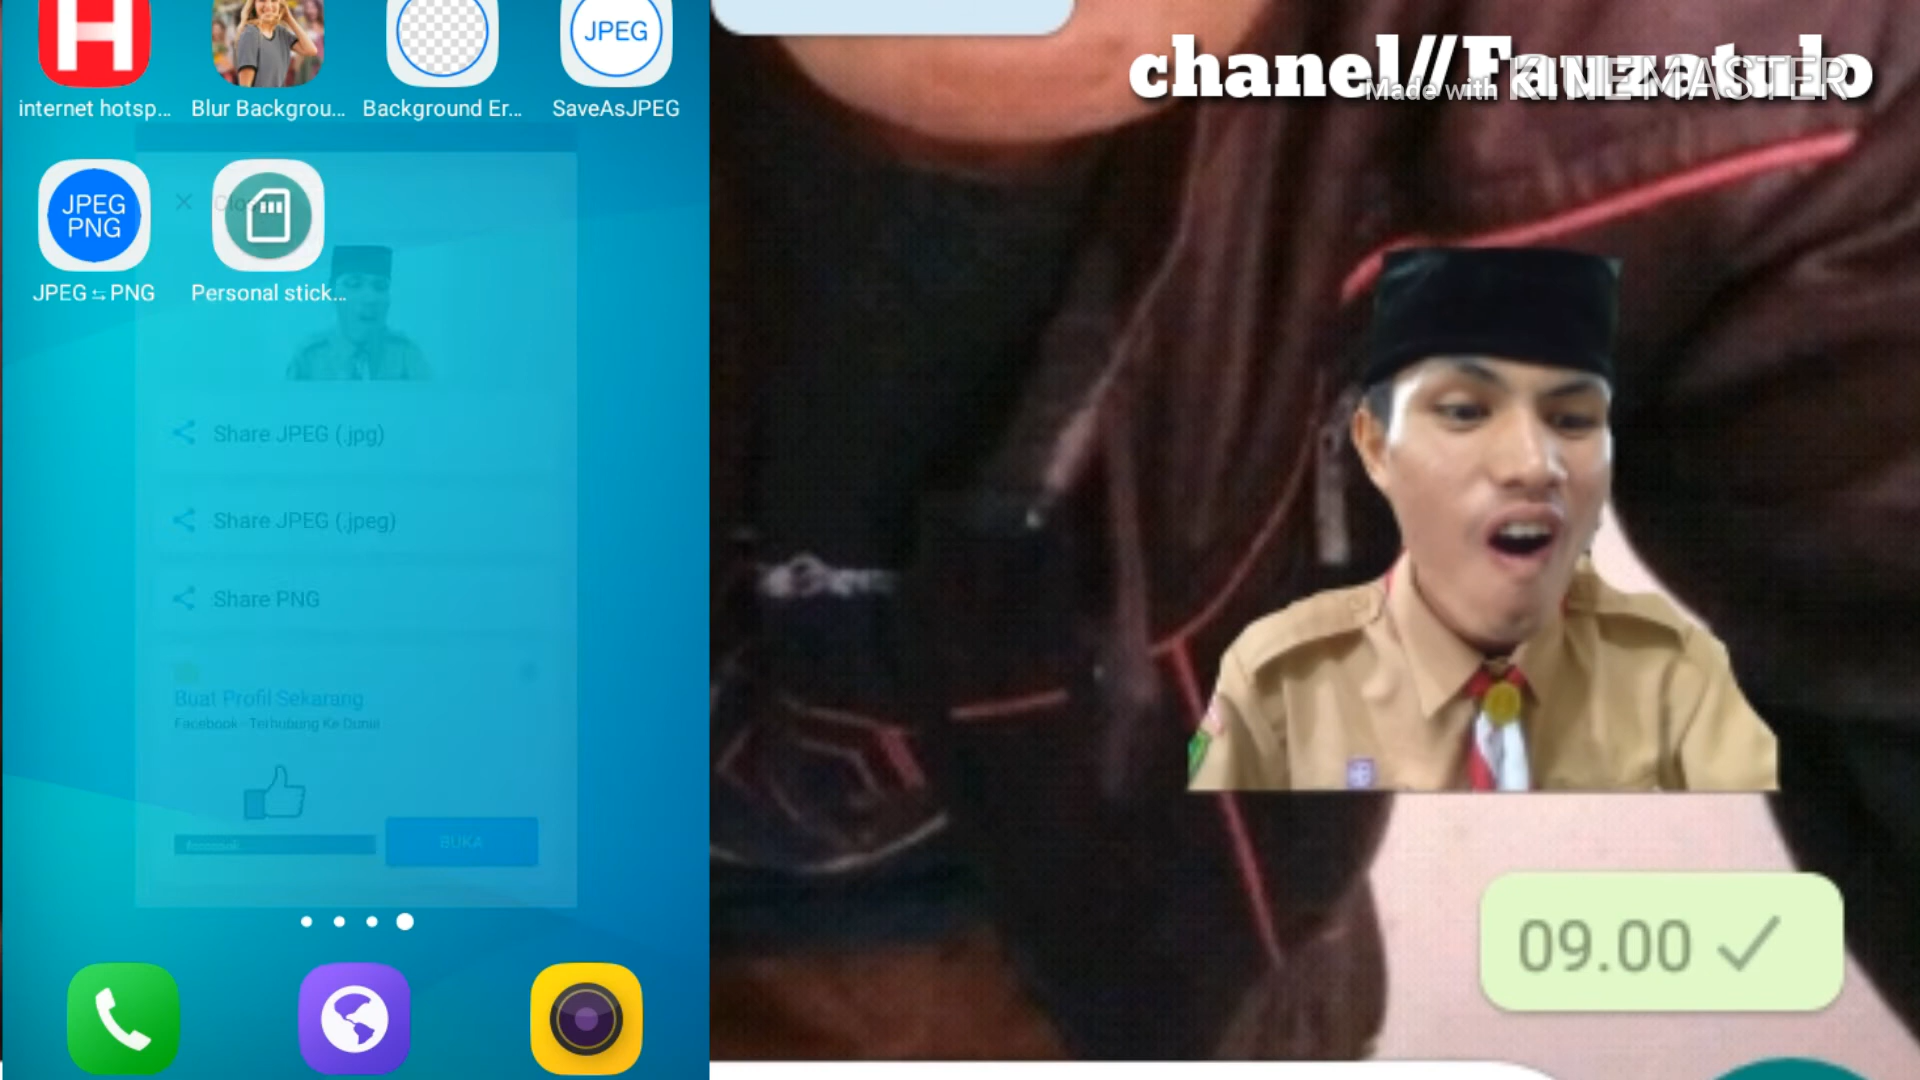 internet hotsp...
Blur Backgrou...
Background Er...
JPEG
SaveAsJPEG
JPEG
PNG
JPEG ⇆ PNG
Personal stick...
Share JPEG (.jpg)
Share JPEG (.jpeg)
Share PNG
Buat Profil Sekarang
Facebook - Terhubung Ke Dunia!
BUKA
chanel//
Made with KINEMASTER
09.00